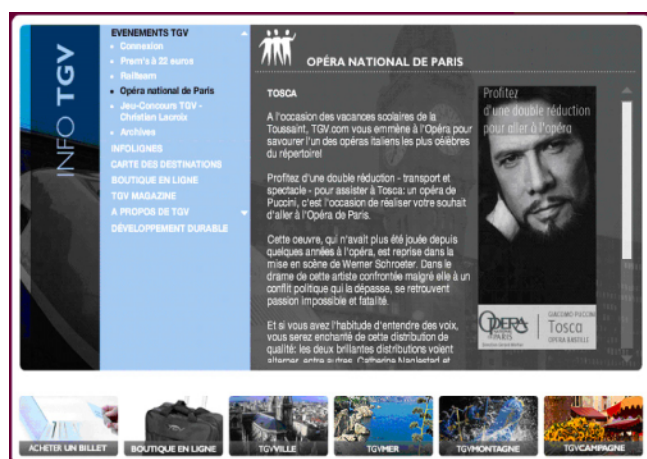 INFO TGV
EVENEMENTS TGV
Connexion
Prem's à 22 euros
Railteam
Opéra national de Paris
Jeu-Concours TGV -
Christian Lacroix
Archives
INFOLIGNES
CARTE DES DESTINATIONS
BOUTIQUE EN LIGNE
TGV MAGAZINE
A PROPOS DE TGV
DÉVELOPPEMENT DURABLE
OPÉRA NATIONAL DE PARIS
TOSCA
A l'occasion des vacances scolaires de la
Toussaint, TGV.com vous emmène à l'Opéra pour
savourer l'un des opéras italiens les plus célèbres
du répertoire!
Profitez d'une double réduction - transport et
spectacle - pour assister à Tosca: un opéra de
Puccini, c'est l'occasion de réaliser votre souhait
d'aller à l'Opéra de Paris.
Cette oeuvre, qui n'avait plus été jouée depuis
quelques années à l'opéra, est reprise dans la
mise en scène de Werner Schroeter. Dans le
drame de cette artiste confrontée malgré elle à un
conflit politique qui la dépasse, se retrouvent
passion impossible et fatalité.
Et si vous avez l'habitude d'entendre des voix,
vous serez enchanté de cette distribution de
qualité: les deux brillantes distributions voient
alterner, entre autres, Catherine Naglestad et
Profitez
d'une double réduction
pour aller à l'opéra
OPERA
NATIONAL
DE PARIS
GIACOMO PUCCINI
Tosca
OPERA BASTILLE
ACHETER UN BILLET
BOUTIQUE EN LIGNE
TGVVILLE
TGVMER
TGVMONTAGNE
TGVCAMPAGNE